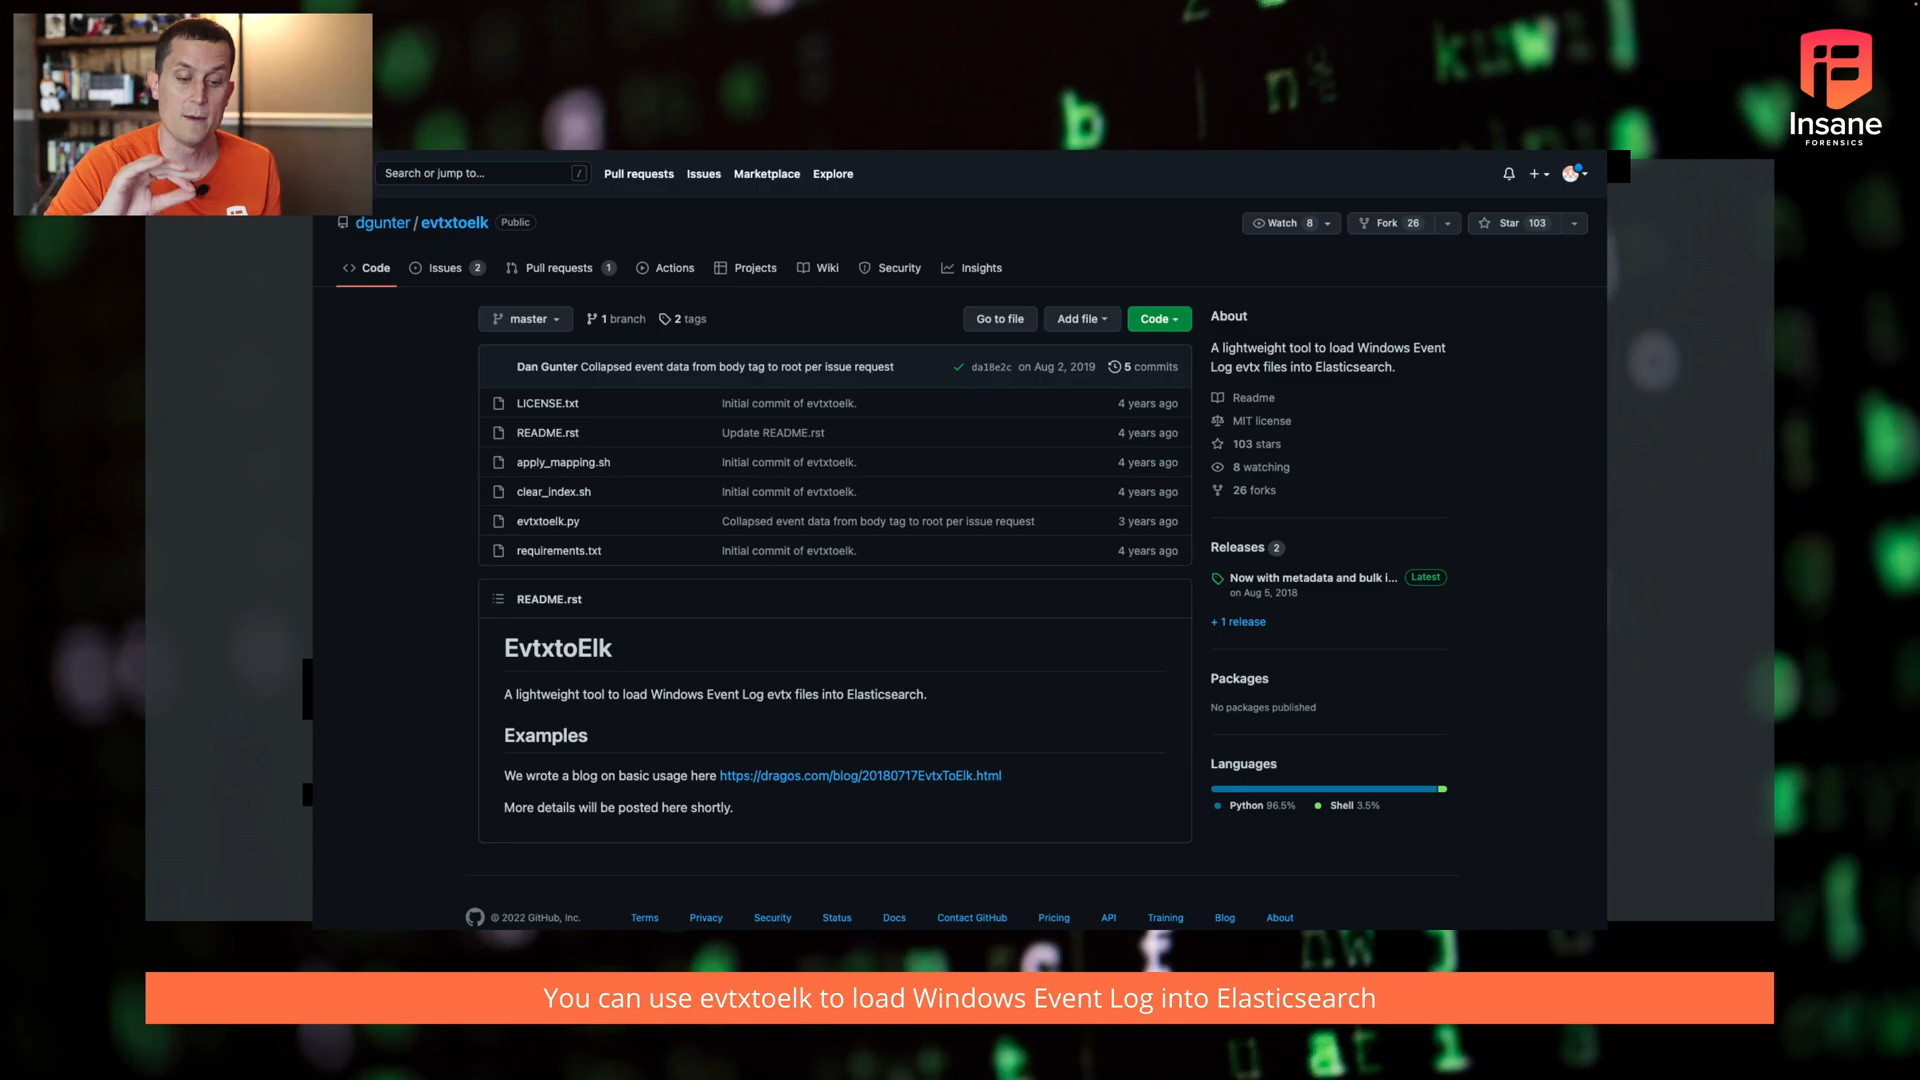 Insane
FORENSICS
Search or jump to... /
Pull requests Issues Marketplace Explore
dgunter / evtxtoelk Public
Watch 8 Fork 26 Star 103
Code Issues 2 Pull requests 1 Actions Projects Wiki Security Insights
master 1 branch 2 tags Go to file Add file Code
Dan Gunter Collapsed event data from body tag to root per issue request da18e2c on Aug 2, 2019 5 commits
LICENSE.txt Initial commit of evtxtoelk. 4 years ago
README.rst Update README.rst 4 years ago
apply_mapping.sh Initial commit of evtxtoelk. 4 years ago
clear_index.sh Initial commit of evtxtoelk. 4 years ago
evtxtoelk.py Collapsed event data from body tag to root per issue request 3 years ago
requirements.txt Initial commit of evtxtoelk. 4 years ago
README.rst
EvtxtoElk
A lightweight tool to load Windows Event Log evtx files into Elasticsearch.
Examples
We wrote a blog on basic usage here https://dragos.com/blog/20180717EvtxToElk.html
More details will be posted here shortly.
About
A lightweight tool to load Windows Event
Log evtx files into Elasticsearch.
Readme
MIT license
103 stars
8 watching
26 forks
Releases 2
Now with metadata and bulk i... Latest
on Aug 5, 2018
+ 1 release
Packages
No packages published
Languages
Python 96.5% Shell 3.5%
© 2022 GitHub, Inc. Terms Privacy Security Status Docs Contact GitHub Pricing API Training Blog About
You can use evtxtoelk to load Windows Event Log into Elasticsearch